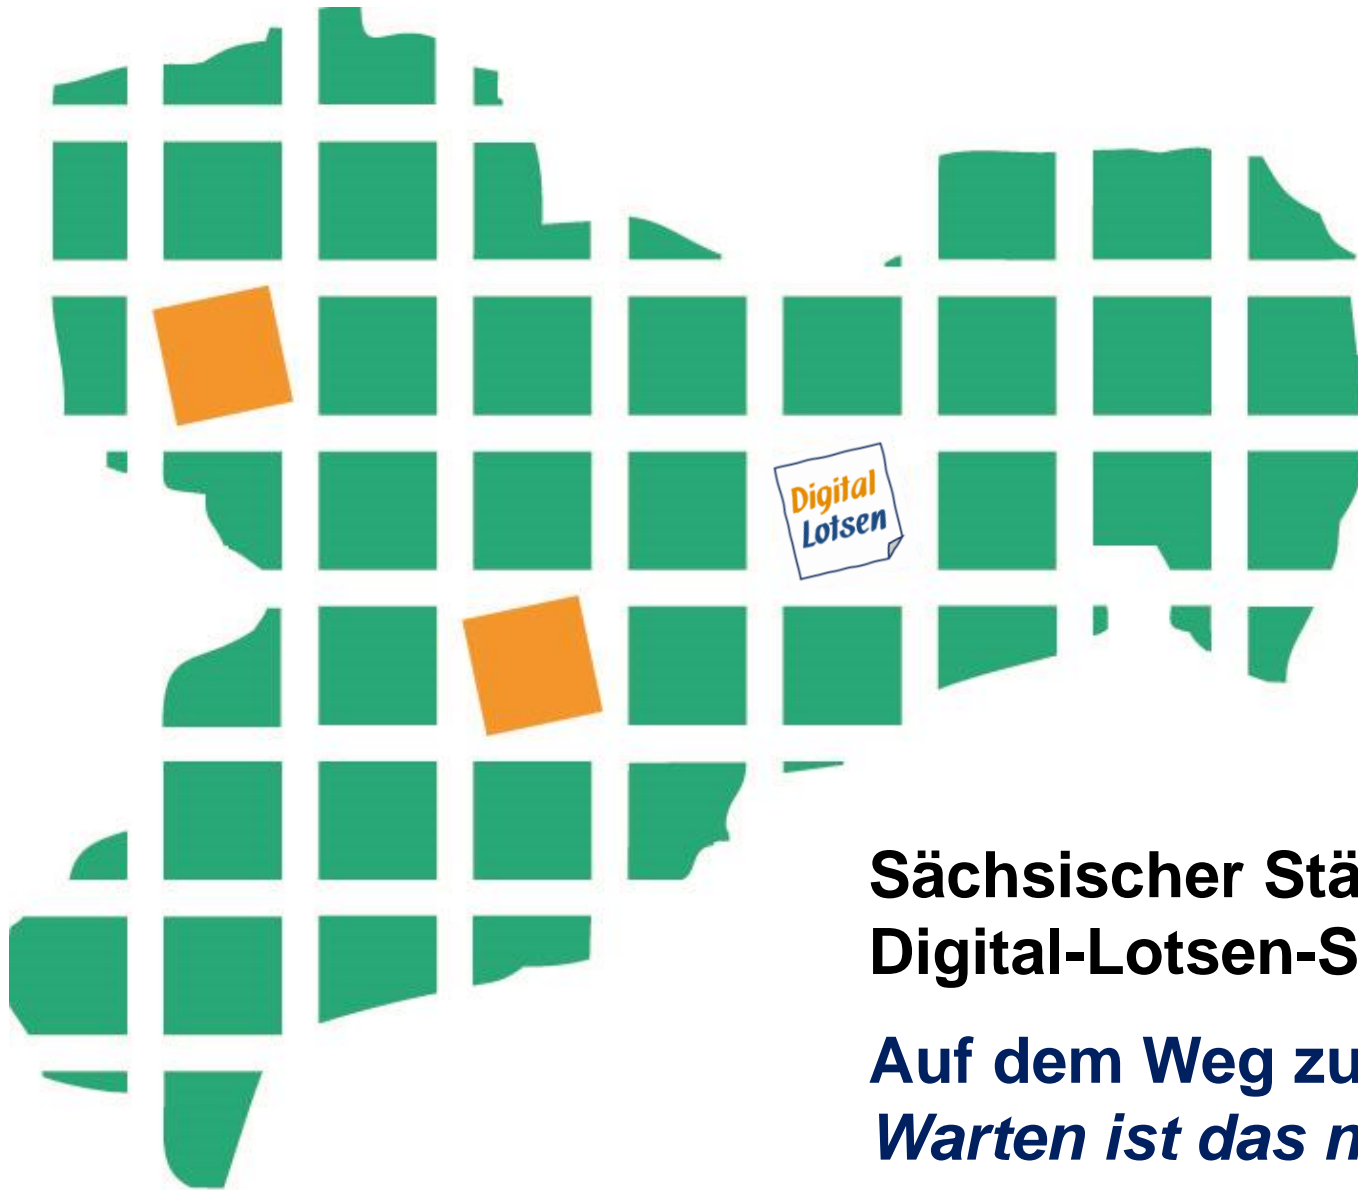 Digital
Lotsen
Sächsischer Stä
Digital-Lotsen-S
Auf dem Weg zu
Warten ist das n